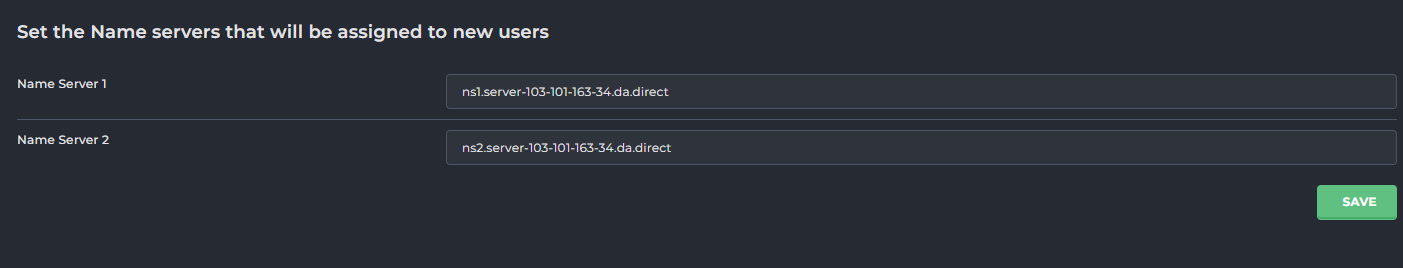 Set the Name servers that will be assigned to new users
Name Server 1
ns1.server-103-101-163-34.da.direct
Name Server 2
ns2.server-103-101-163-34.da.direct
SAVE